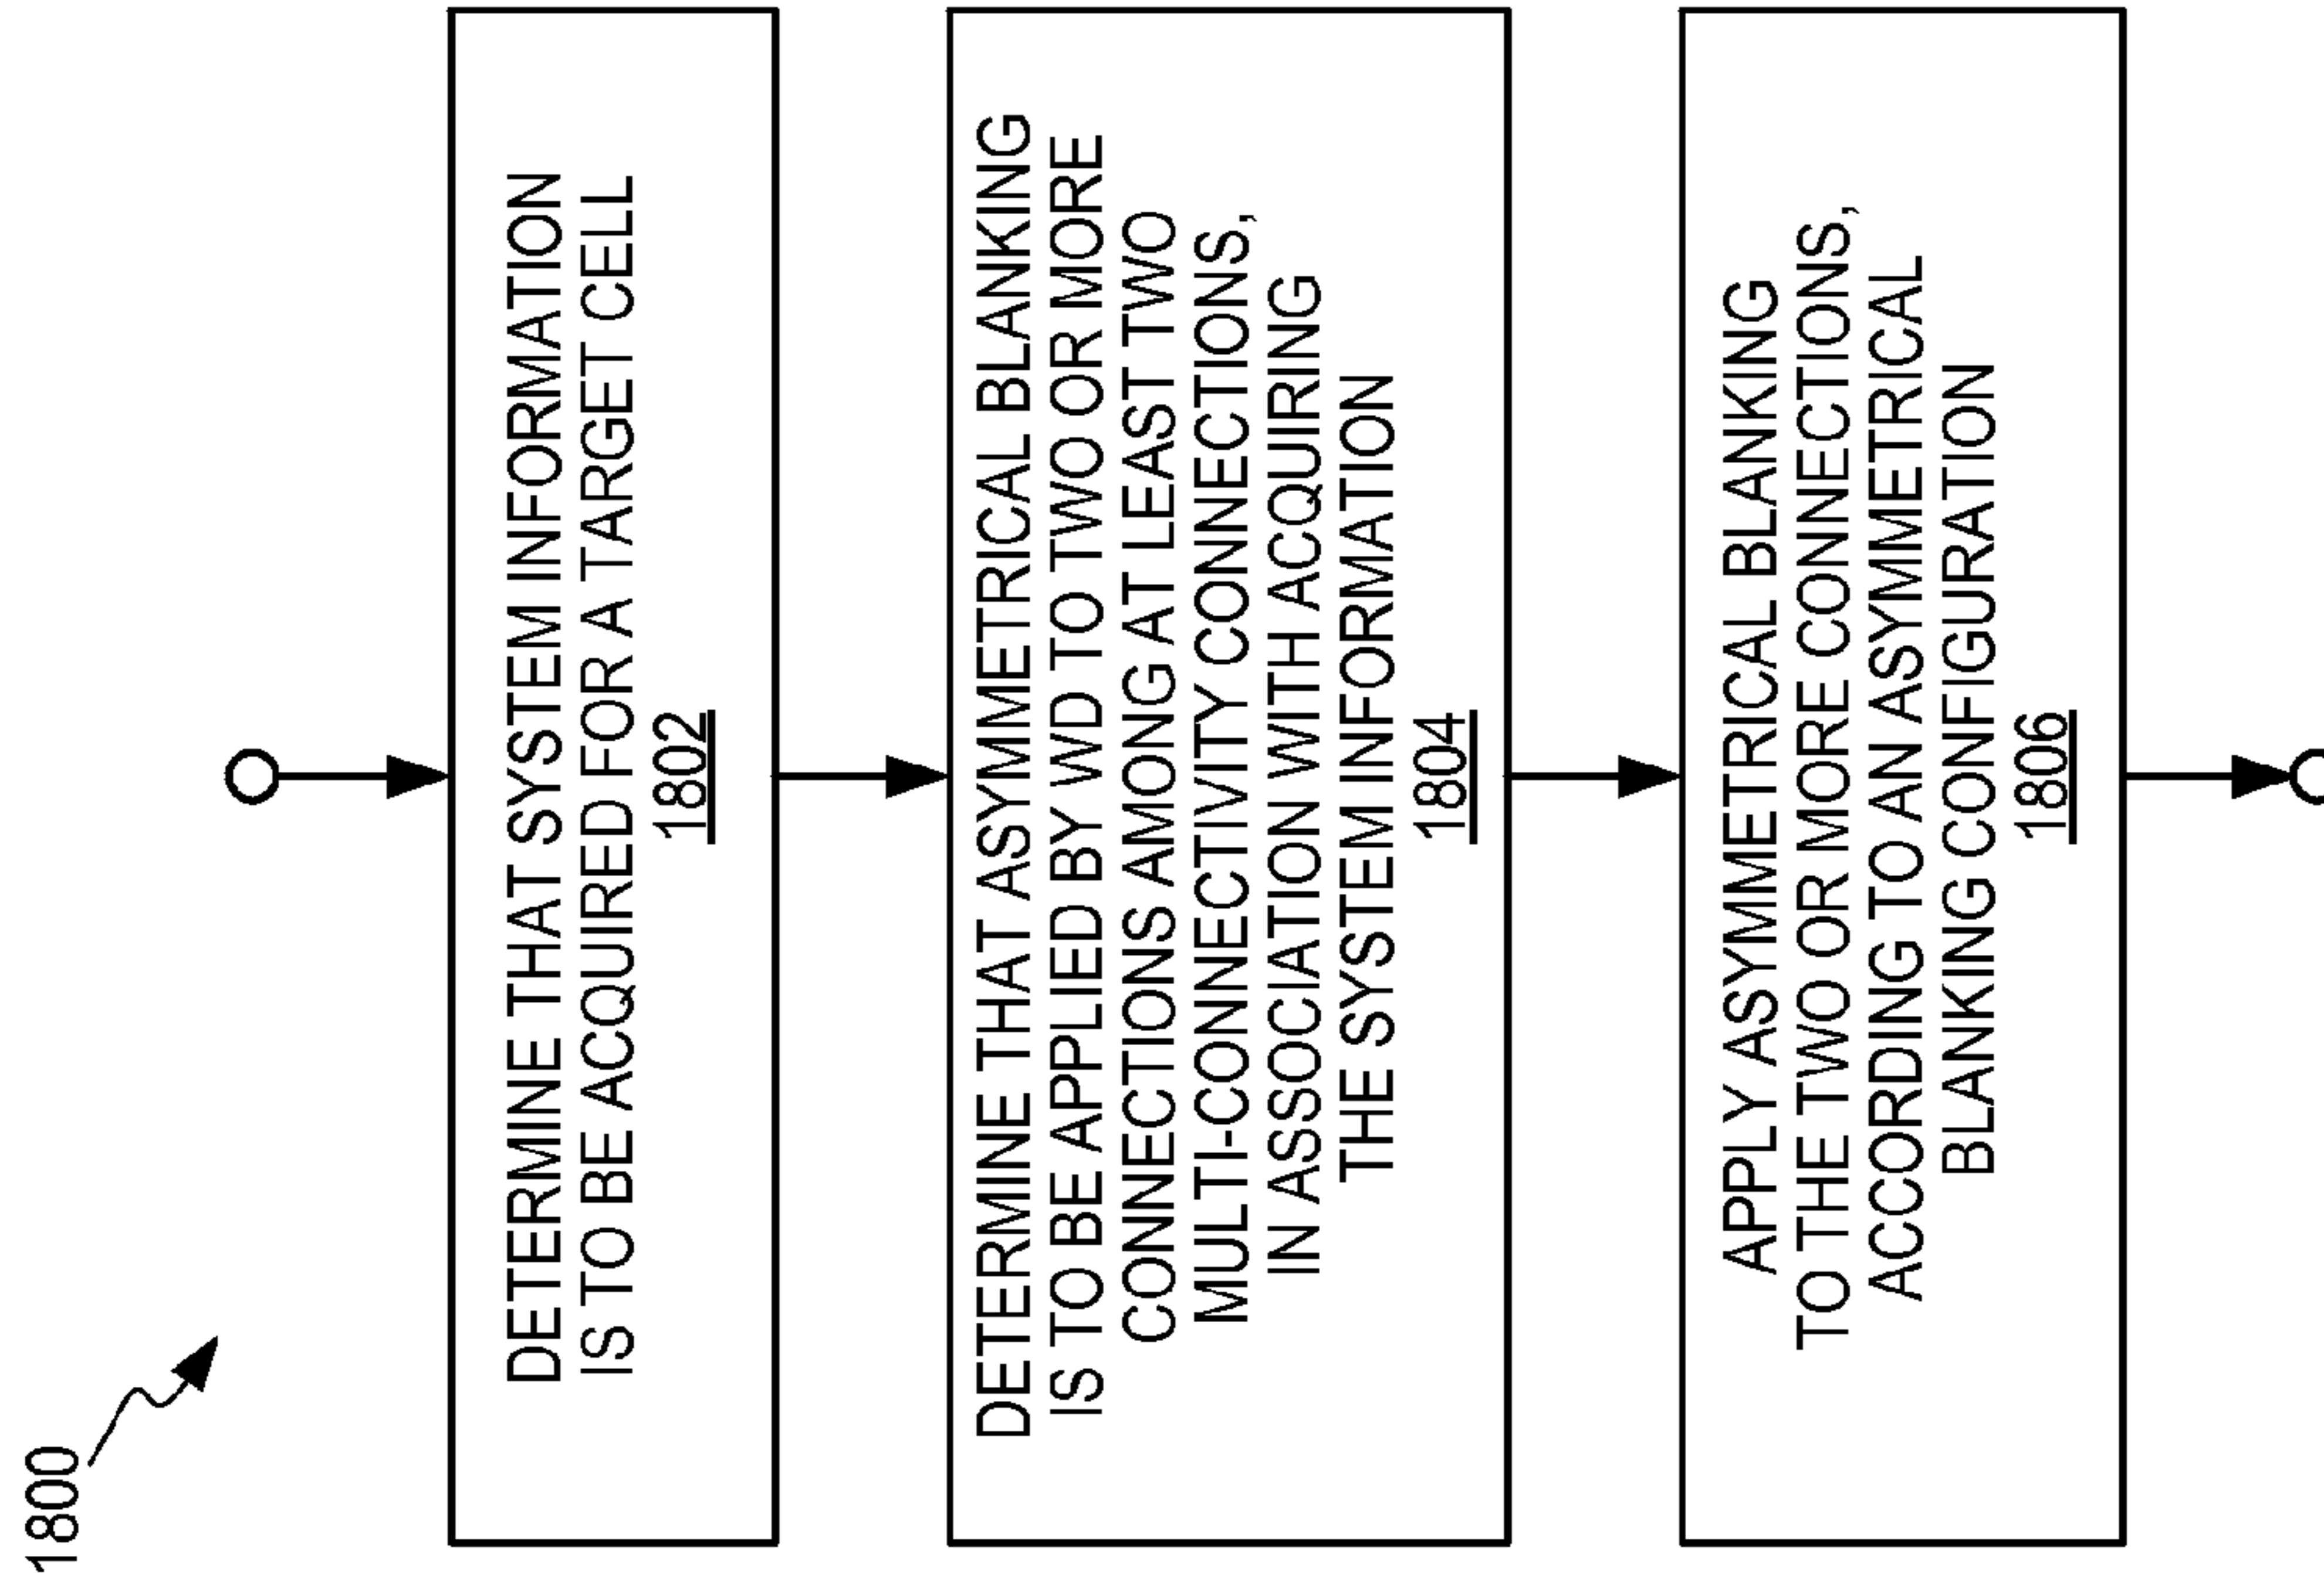 1800
DETERMINE THAT SYSTEM INFORMATION
IS TO BE ACQUIRED FOR A TARGET CELL
1802
DETERMINE THAT ASYMMETRICAL BLANKING
IS TO BE APPLIED BY WD TO TWO OR MORE
CONNECTIONS AMONG AT LEAST TWO
MULTI-CONNECTIVITY CONNECTIONS,
IN ASSOCIATION WITH ACQUIRING
THE SYSTEM INFORMATION
1804
APPLY ASYMMETRICAL BLANKING
TO THE TWO OR MORE CONNECTIONS,
ACCORDING TO AN ASYMMETRICAL
BLANKING CONFIGURATION
1806